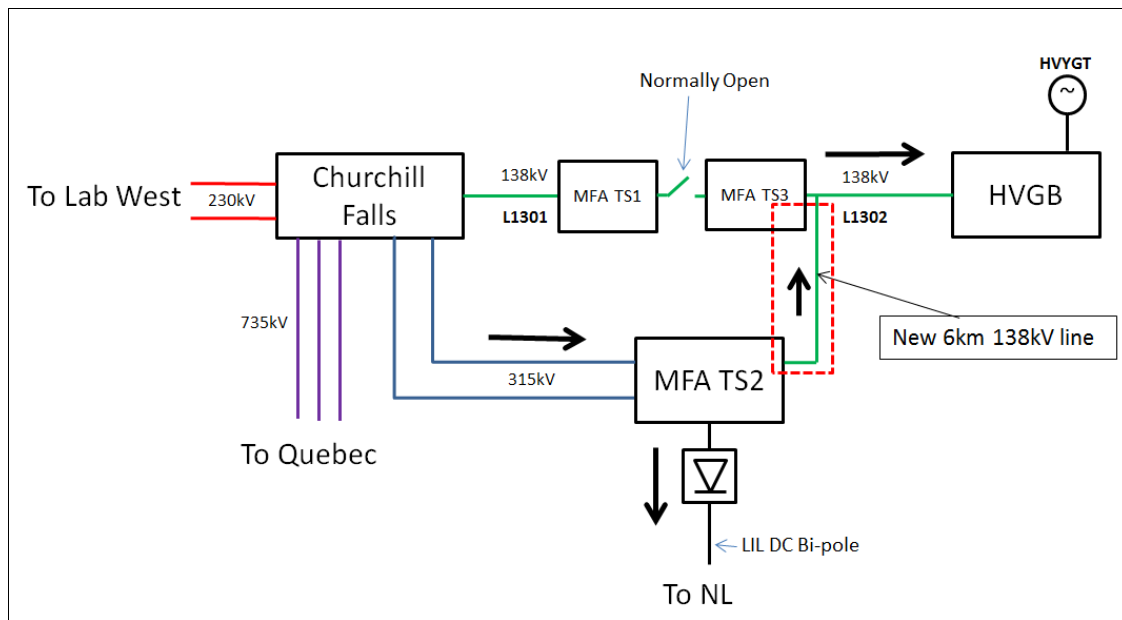 HVYGT
~
Normally Open
To Lab West
230kV
Churchill
Falls
138kV
L1301
MFA TS1
MFA TS3
138kV
L1302
HVGB
735kV
315kV
MFA TS2
New 6km 138kV line
To Quebec
LIL DC Bi-pole
To NL